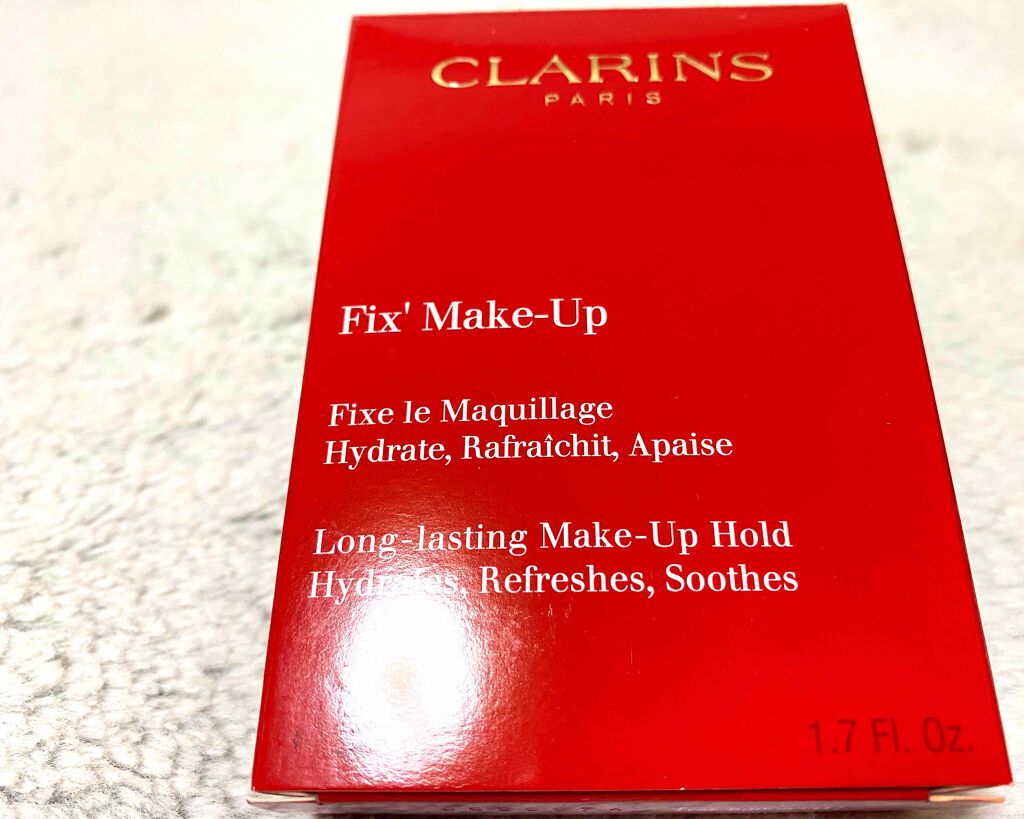 CLARINS
PARIS
Fix' Make-Up
Fixe le Maquillage
Hydrate, Rafraîchit, Apaise
Long-lasting Make-Up Hold
Hydrates, Refreshes, Soothes
1.7 Fl. Oz.